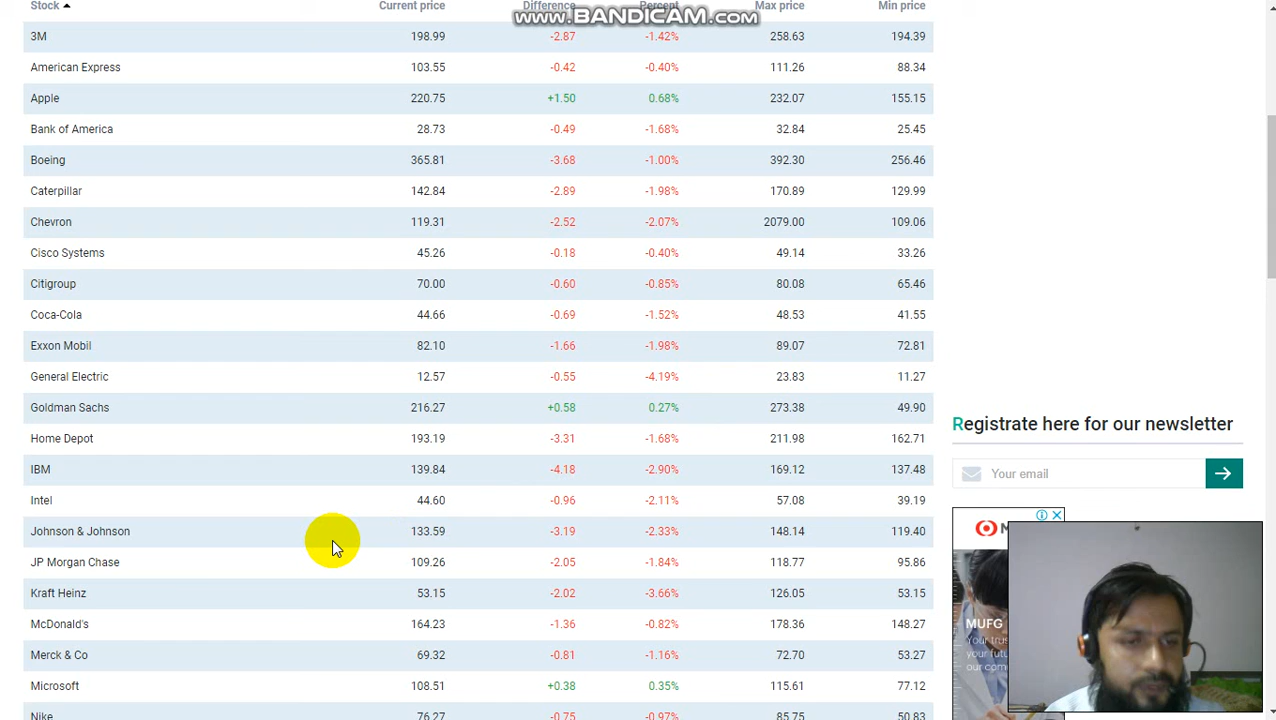 www.BANDICAM.com
Stock Current price Difference Percent Max price Min price
3M 198.99 -2.87 -1.42% 258.63 194.39
American Express 103.55 -0.42 -0.40% 111.26 88.34
Apple 220.75 +1.50 0.68% 232.07 155.15
Bank of America 28.73 -0.49 -1.68% 32.84 25.45
Boeing 365.81 -3.68 -1.00% 392.30 256.46
Caterpillar 142.84 -2.89 -1.98% 170.89 129.99
Chevron 119.31 -2.52 -2.07% 2079.00 109.06
Cisco Systems 45.26 -0.18 -0.40% 49.14 33.26
Citigroup 70.00 -0.60 -0.85% 80.08 65.46
Coca-Cola 44.66 -0.69 -1.52% 48.53 41.55
Exxon Mobil 82.10 -1.66 -1.98% 89.07 72.81
General Electric 12.57 -0.55 -4.19% 23.83 11.27
Goldman Sachs 216.27 +0.58 0.27% 273.38 49.90
Home Depot 193.19 -3.31 -1.68% 211.98 162.71
IBM 139.84 -4.18 -2.90% 169.12 137.48
Intel 44.60 -0.96 -2.11% 57.08 39.19
Johnson & Johnson 133.59 -3.19 -2.33% 148.14 119.40
JP Morgan Chase 109.26 -2.05 -1.84% 118.77 95.86
Kraft Heinz 53.15 -2.02 -3.66% 126.05 53.15
McDonald's 164.23 -1.36 -0.82% 178.36 148.27
Merck & Co 69.32 -0.81 -1.16% 72.70 53.27
Microsoft 108.51 +0.38 0.35% 115.61 77.12
Nike 76.27 -0.75 -0.97% 85.75 50.83
Registrate here for our newsletter
Your email
MUFG
Your
your
our